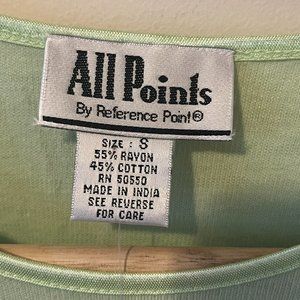 All Points
By Reference Point®
SIZE : S
55% RAYON
45% COTTON
RN 50550
MADE IN INDIA
SEE REVERSE
FOR CARE